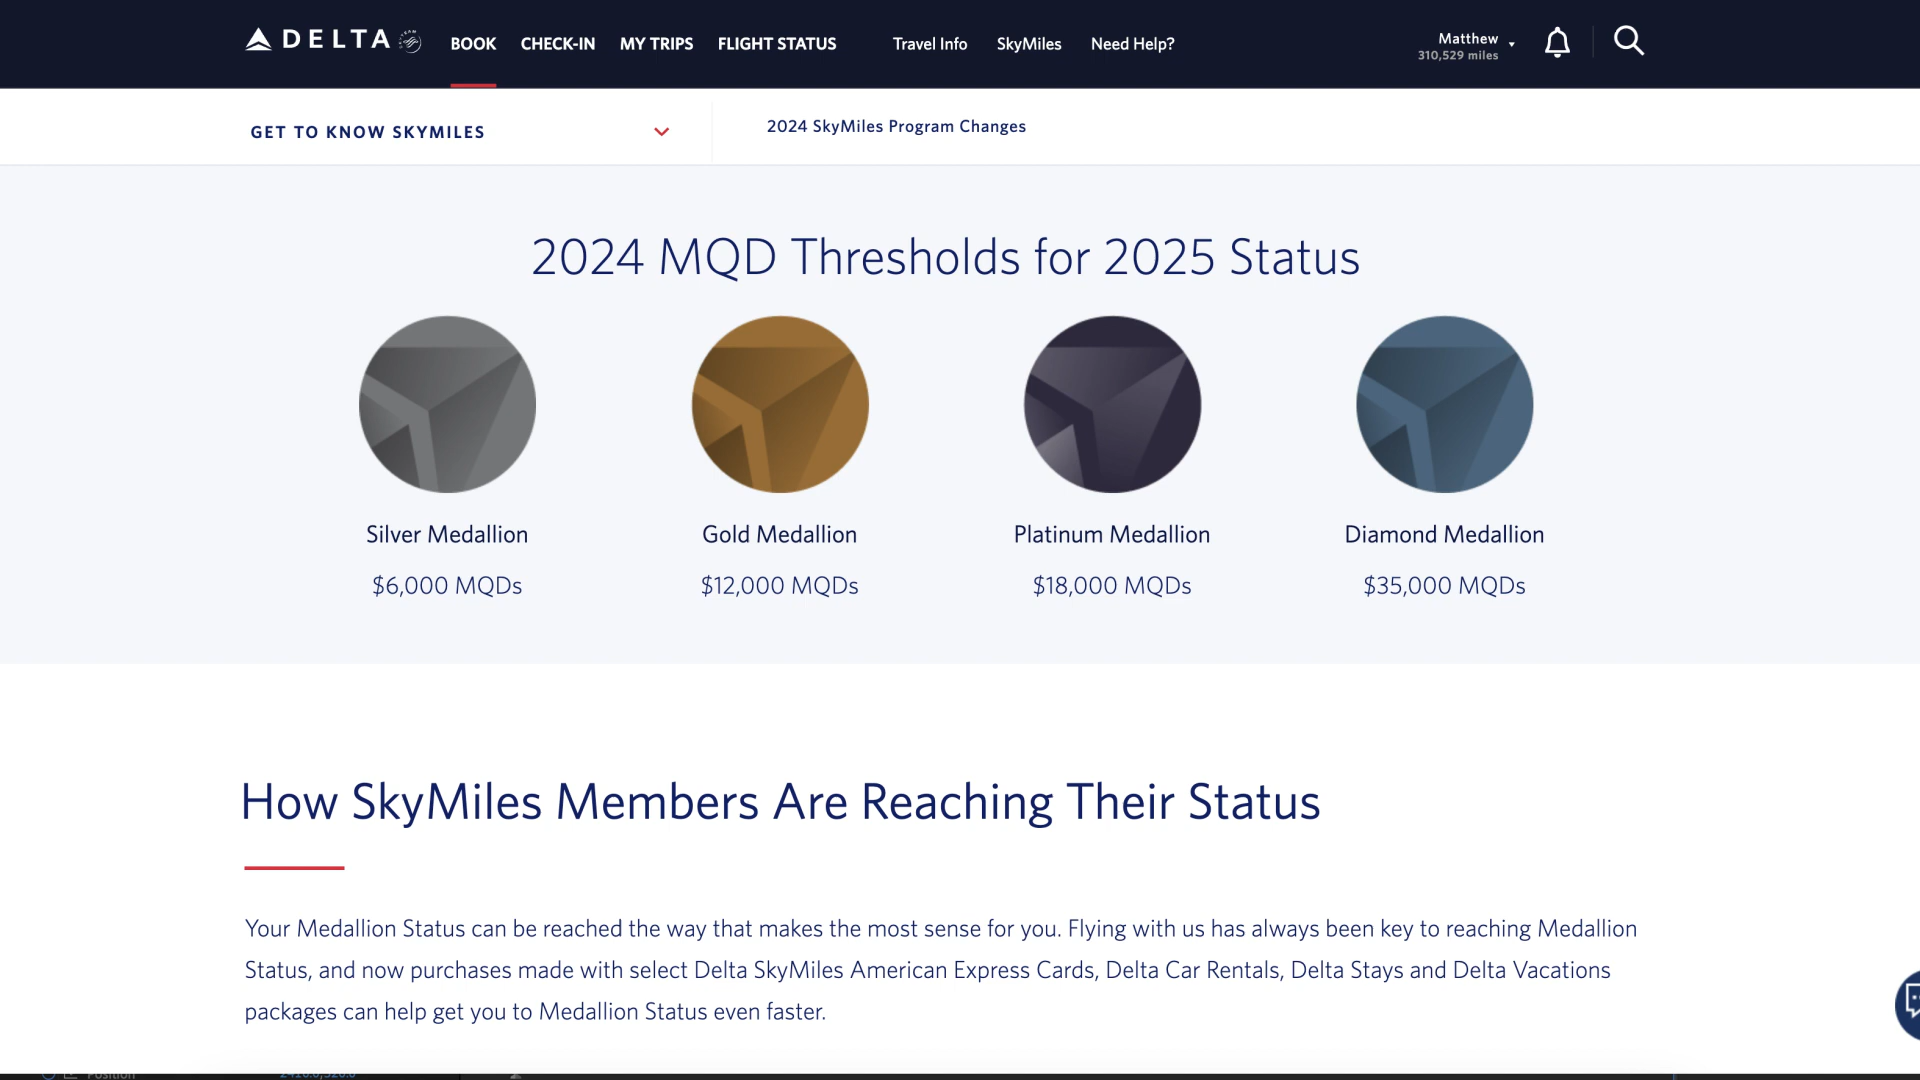 DELTA
BOOK CHECK-IN MY TRIPS FLIGHT STATUS Travel Info SkyMiles Need Help?
Matthew
310,529 miles
GET TO KNOW SKYMILES
2024 SkyMiles Program Changes
2024 MQD Thresholds for 2025 Status
Silver Medallion Gold Medallion Platinum Medallion Diamond Medallion
$6,000 MQDs $12,000 MQDs $18,000 MQDs $35,000 MQDs
How SkyMiles Members Are Reaching Their Status
Your Medallion Status can be reached the way that makes the most sense for you. Flying with us has always been key to reaching Medallion
Status, and now purchases made with select Delta SkyMiles American Express Cards, Delta Car Rentals, Delta Stays and Delta Vacations
packages can help get you to Medallion Status even faster.
Position